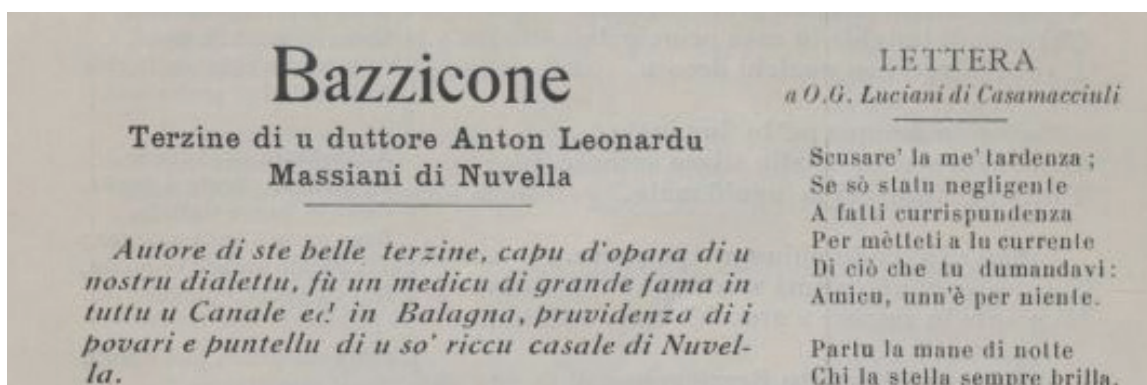 Bazzicone
Terzine di u duttore Anton Leonardu
Massiani di Nuvella
Autore di ste belle terzine, capu d'opara di u
nostru dialettu, fù un medicu di grande fama in
tuttu u Canale ed in Balagna, pruvidenza di i
povari e puntellu di u so' riccu casale di Nuvel-
la.
LETTERA
a O.G. Luciani di Casamacciuli
Scusare' la me' tardenza ;
Se sò statu negligente
A fatti currispundenza
Per mètteti a lu currente
Di ciò che tu dumandavi :
Amicu, unn'è per niente.
Partu la mane di notte
Chi la stella sempre brilla,